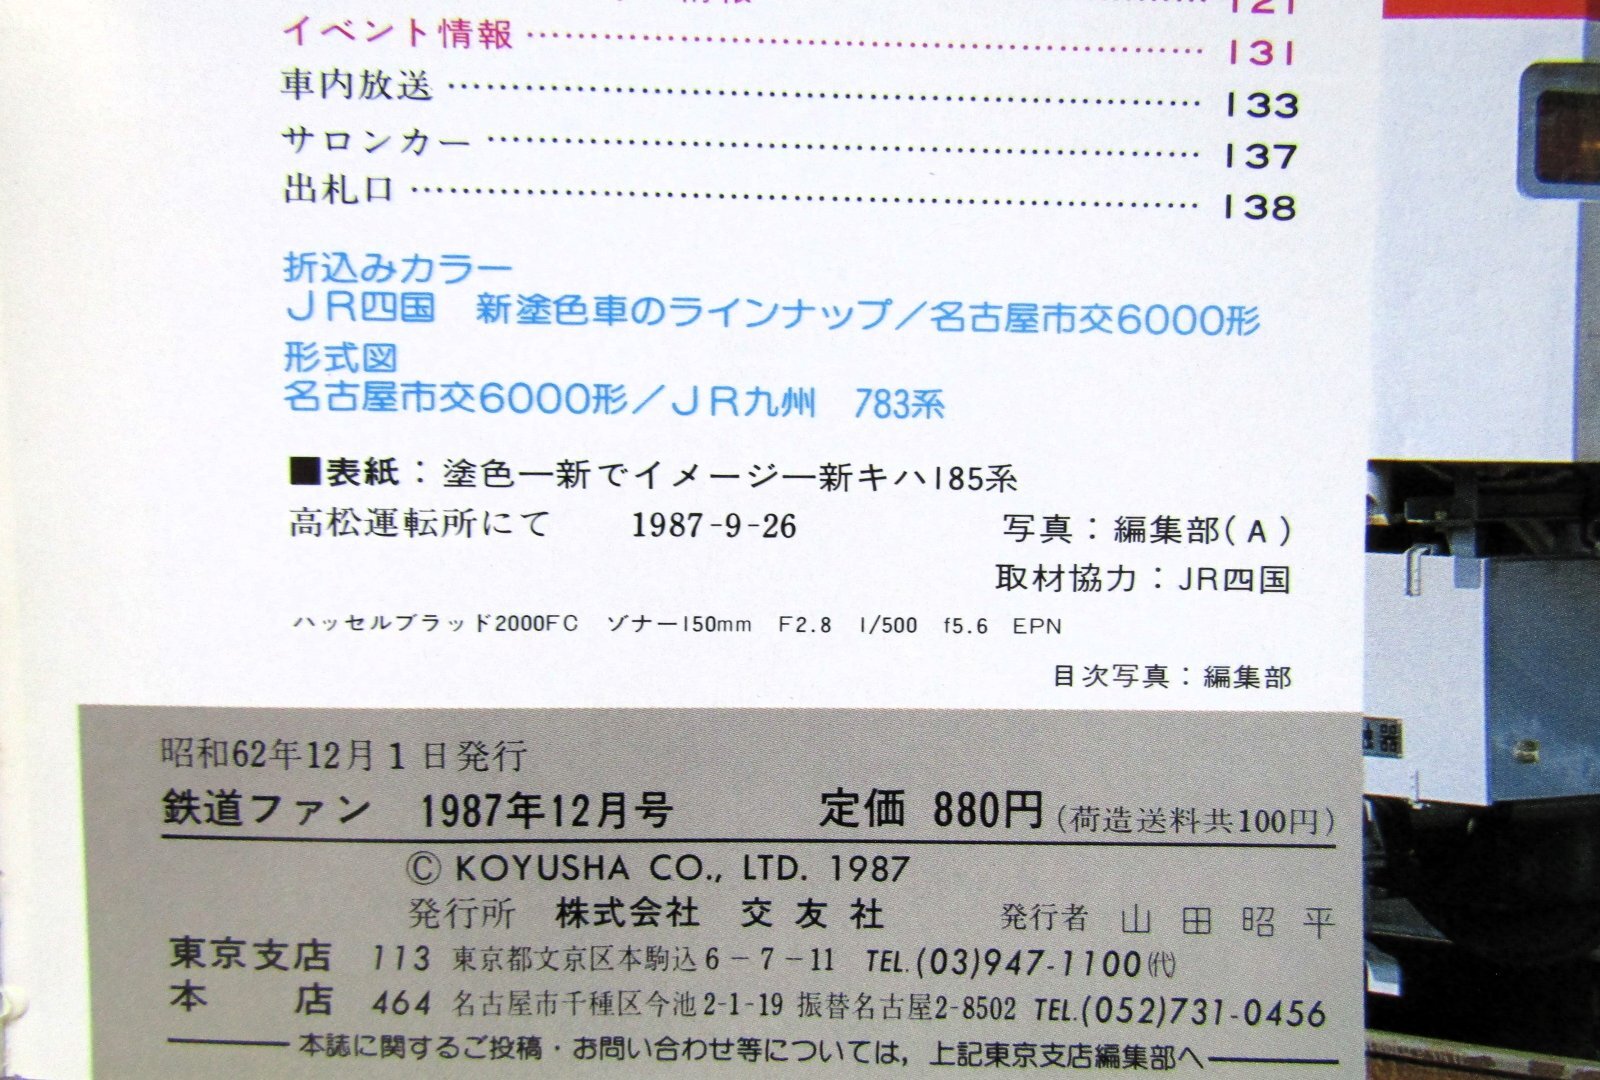 121
イベント情報 131
車内放送 133
サロンカー 137
出札口 138
折込みカラー
JR四国　新塗色車のラインナップ／名古屋市交6000形
形式図
名古屋市交6000形／JR九州　783系
■表紙：塗色一新でイメージ一新キハ185系
高松運転所にて　1987-9-26　写真：編集部(A)
取材協力：JR四国
ハッセルブラッド2000FC　ゾナー150mm　F2.8　1/500　f5.6　EPN
目次写真：編集部
昭和62年12月1日発行
鉄道ファン　1987年12月号　定価 880円(荷造送料共100円)
© KOYUSHA CO., LTD. 1987
発行所　株式会社　交友社　発行者　山田昭平
東京支店　113　東京都文京区本駒込6－7－11　TEL.(03)947-1100㈹
本店　464　名古屋市千種区今池2-1-19 振替名古屋2-8502 TEL.(052)731-0456
本誌に関するご投稿・お問い合わせ等については，上記東京支店編集部へ
器